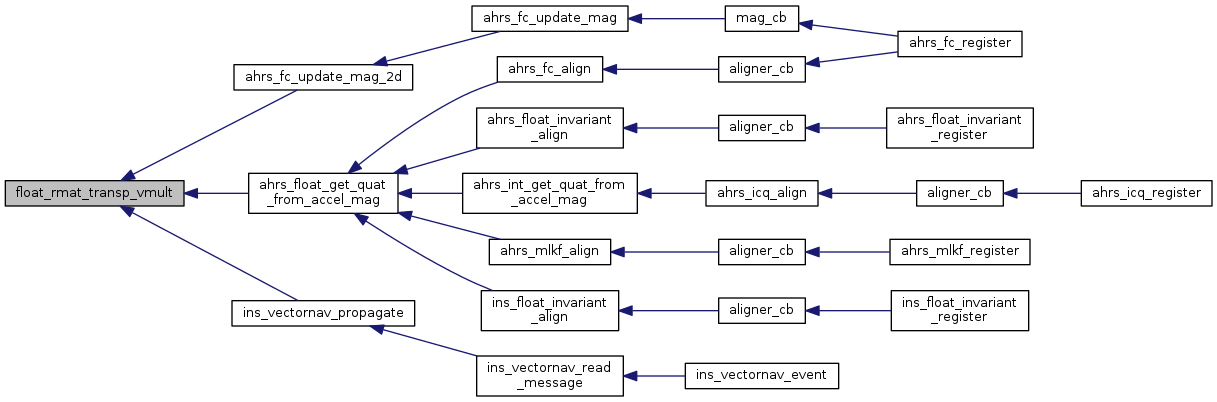 ahrs_fc_update_mag
mag_cb
ahrs_fc_register
ahrs_fc_update_mag_2d
ahrs_fc_align
aligner_cb
ahrs_float_invariant
_align
aligner_cb
ahrs_float_invariant
_register
float_rmat_transp_vmult
ahrs_float_get_quat
_from_accel_mag
ahrs_int_get_quat_from
_accel_mag
ahrs_icq_align
aligner_cb
ahrs_icq_register
ahrs_mlkf_align
aligner_cb
ahrs_mlkf_register
ins_float_invariant
_align
aligner_cb
ins_float_invariant
_register
ins_vectornav_propagate
ins_vectornav_read
_message
ins_vectornav_event